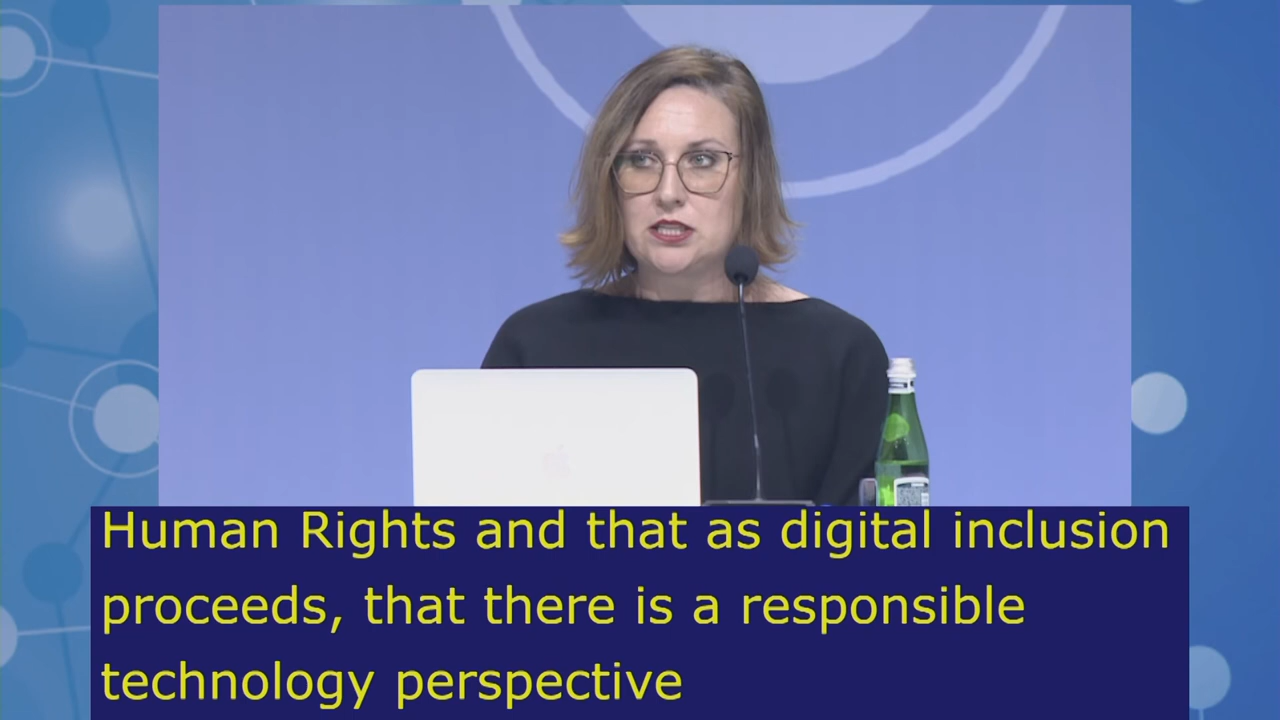 Human Rights and that as digital inclusion
proceeds, that there is a responsible
technology perspective